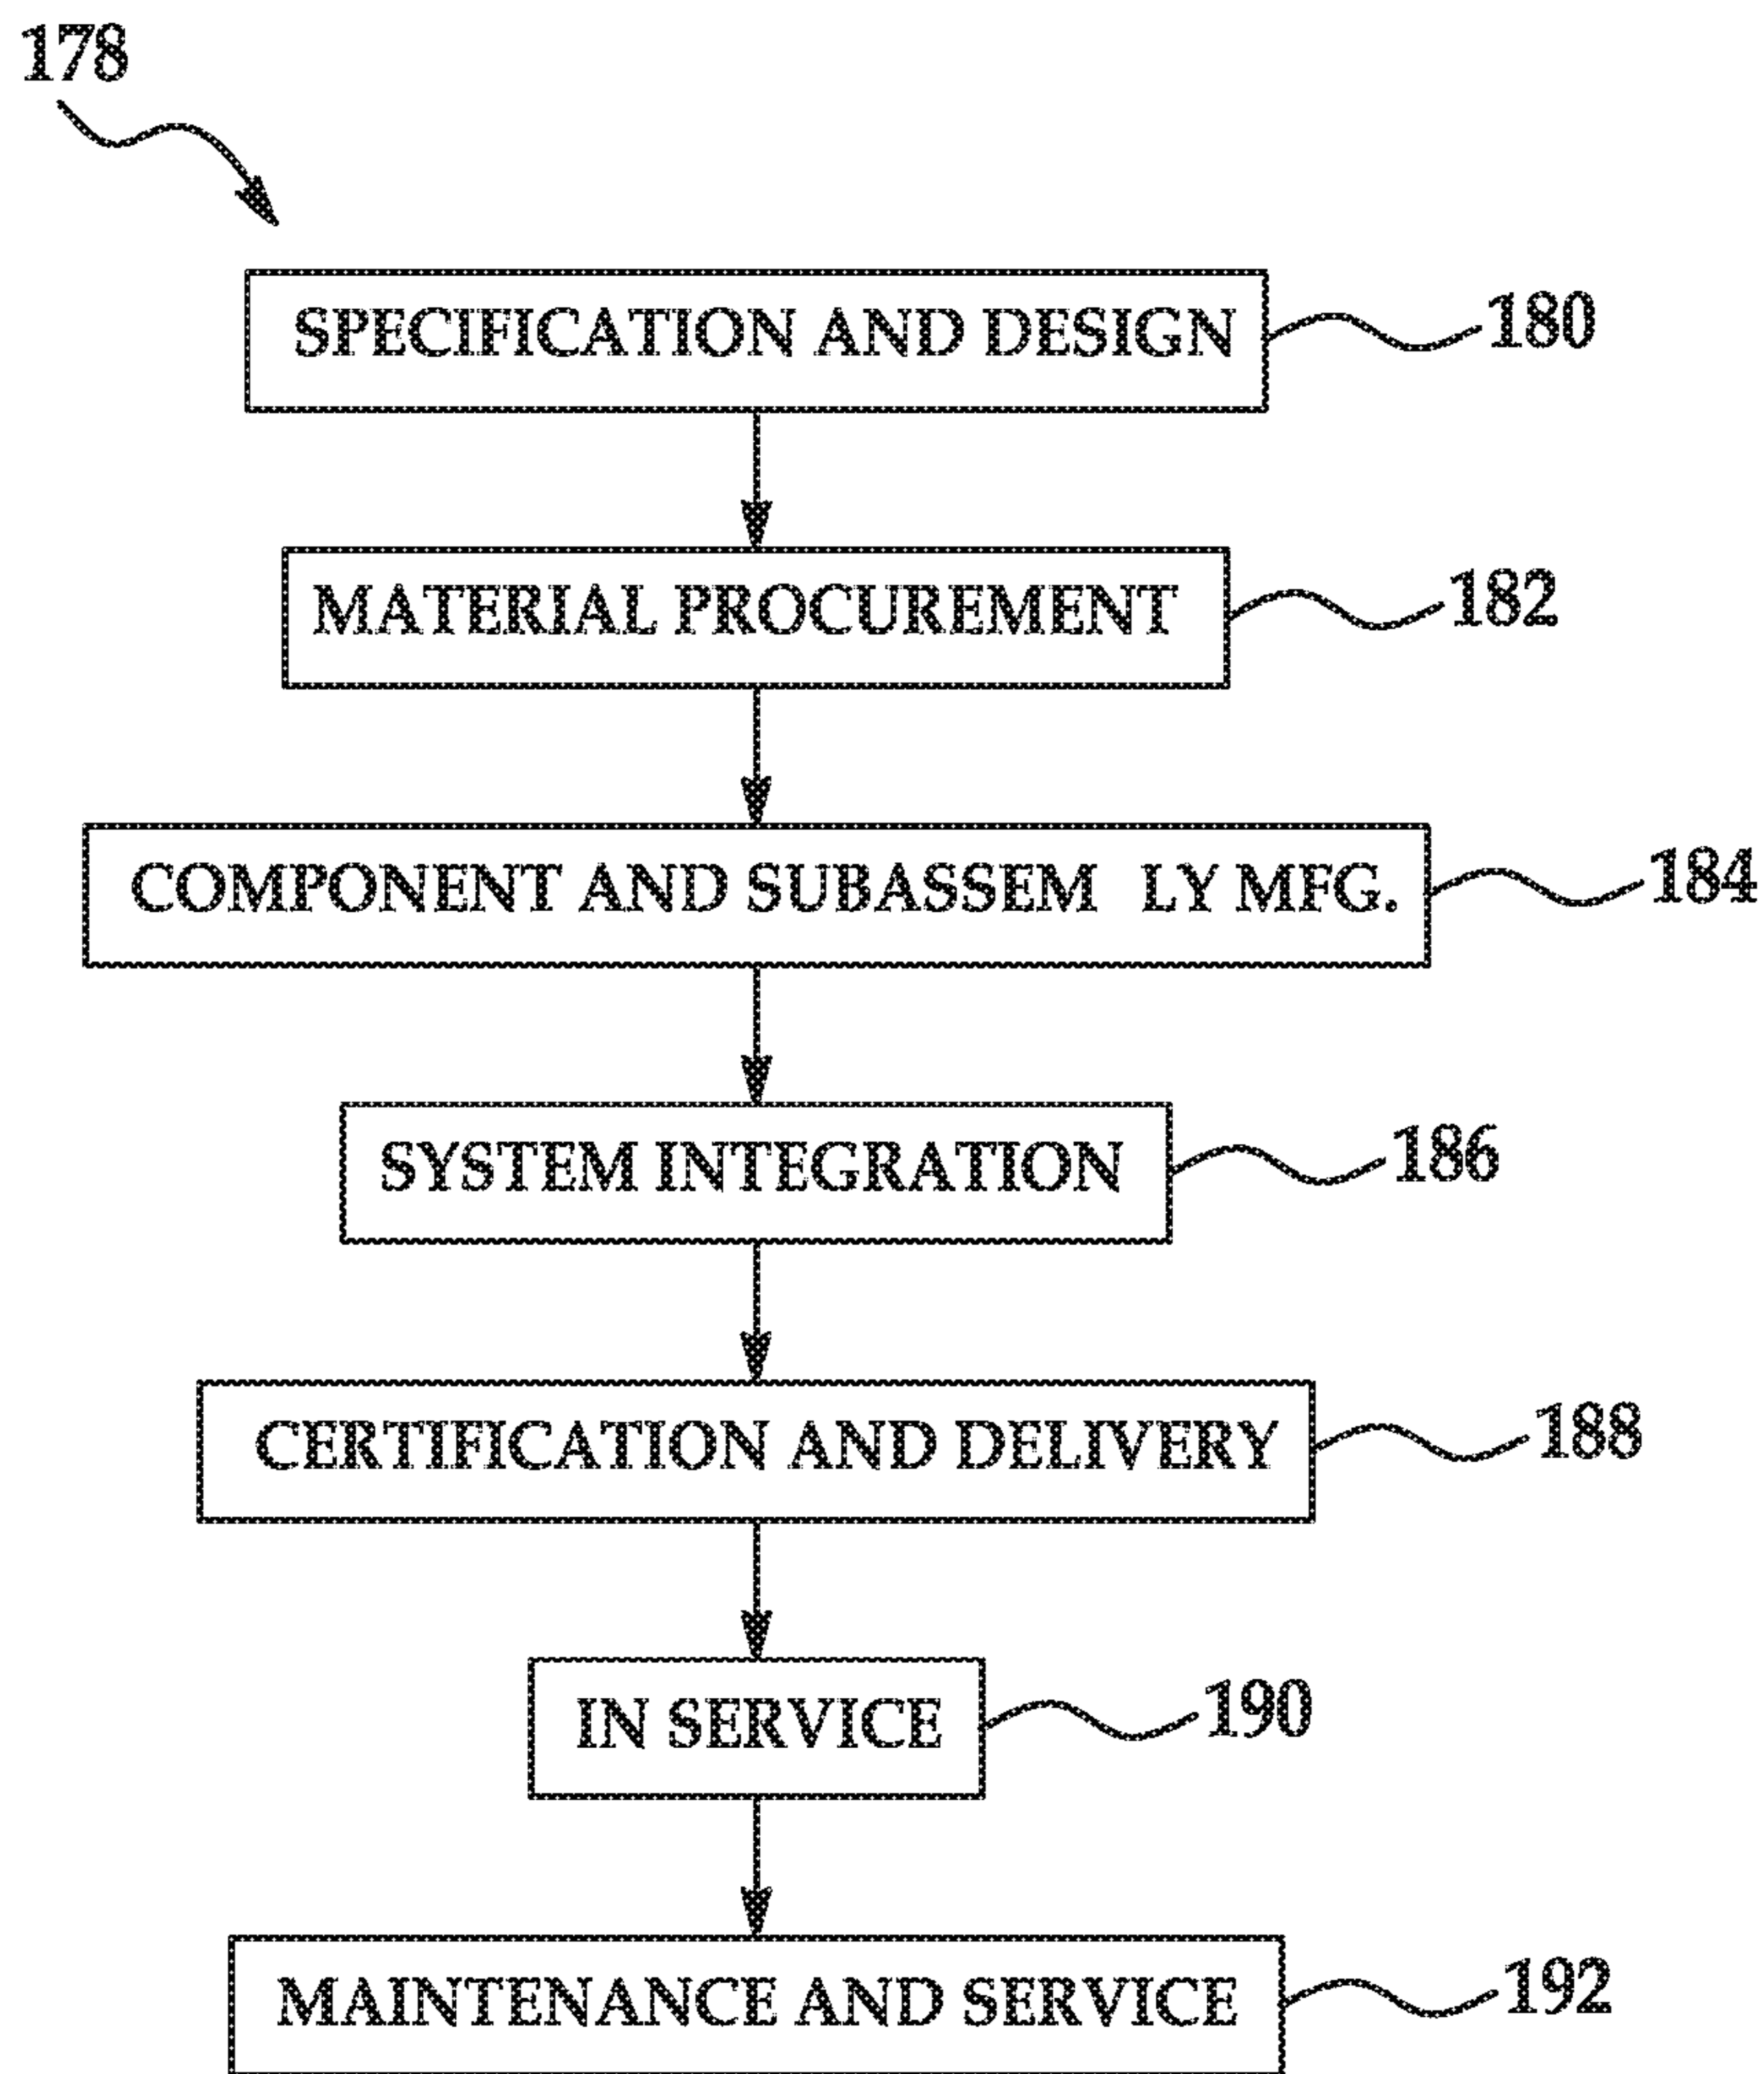 178
SPECIFICATION AND DESIGN 180
MATERIAL PROCUREMENT 182
COMPONENT AND SUBASSEM LY MFG. 184
SYSTEM INTEGRATION 186
CERTIFICATION AND DELIVERY 188
IN SERVICE 190
MAINTENANCE AND SERVICE 192